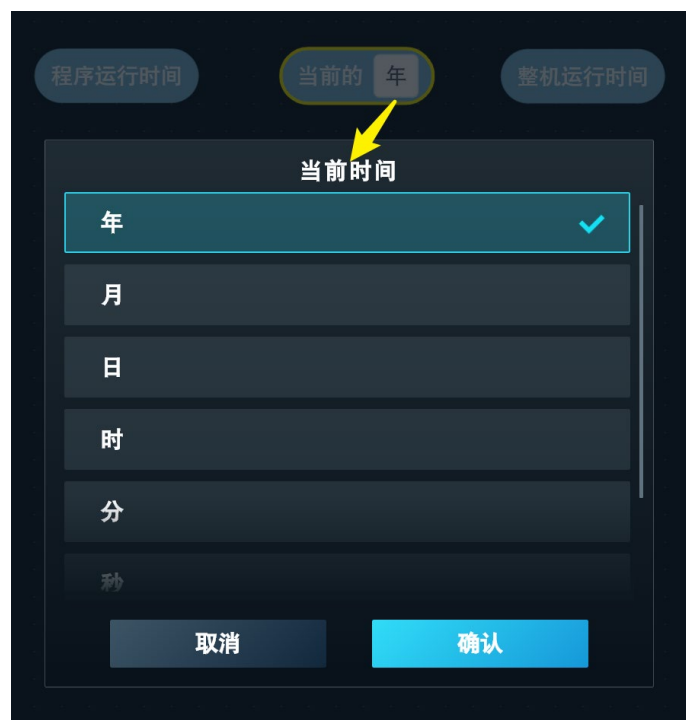 程序运行时间 当前的 年 整机运行时间
当前时间
年
月
日
时
分
秒
取消 确认